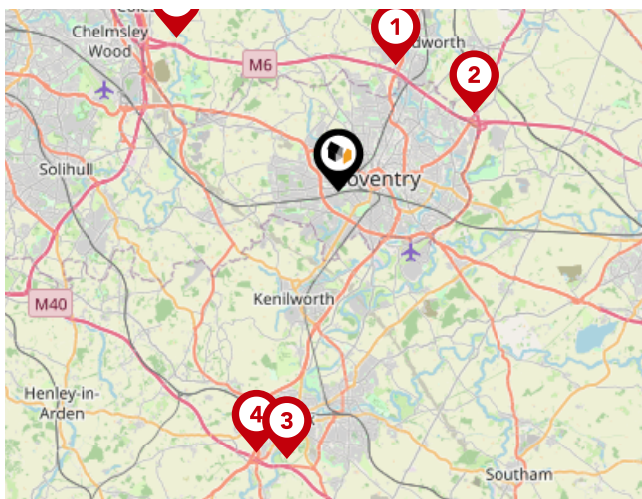 Chelmsley
Wood
1
dworth
M6
2
Solihull
oventry
M40
Kenilworth
Henley-in-
Arden
4
3
Southam